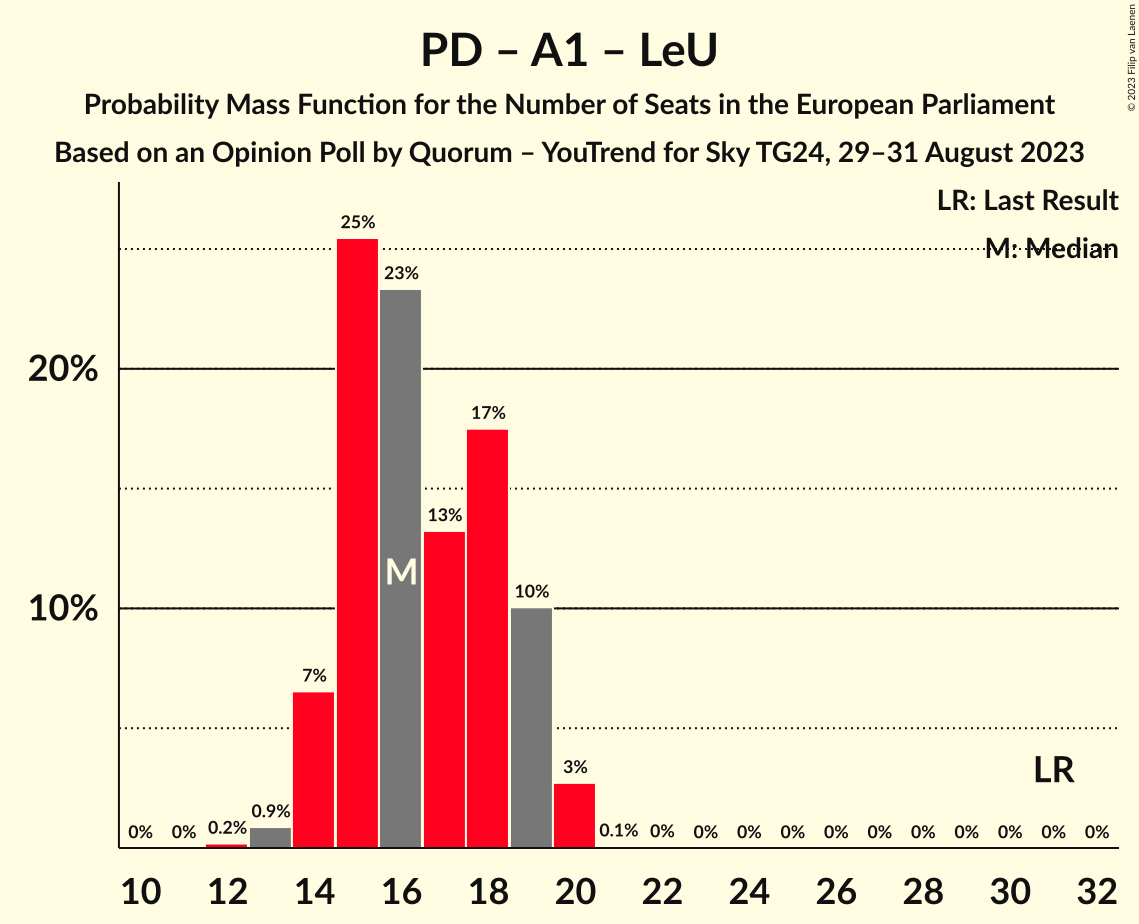 PD – A1 – LeU
Probability Mass Function for the Number of Seats in the European Parliament
Based on an Opinion Poll by Quorum – YouTrend for Sky TG24, 29–31 August 2023
© 2023 Filip van Laenen
LR: Last Result
M: Median
20%
10%
0% 0% 0.2% 0.9% 7% 25% 23% 13% 17% 10% 3% 0.1% 0% 0% 0% 0% 0% 0% 0% 0% 0% 0% 0%
M
LR
10 12 14 16 18 20 22 24 26 28 30 32